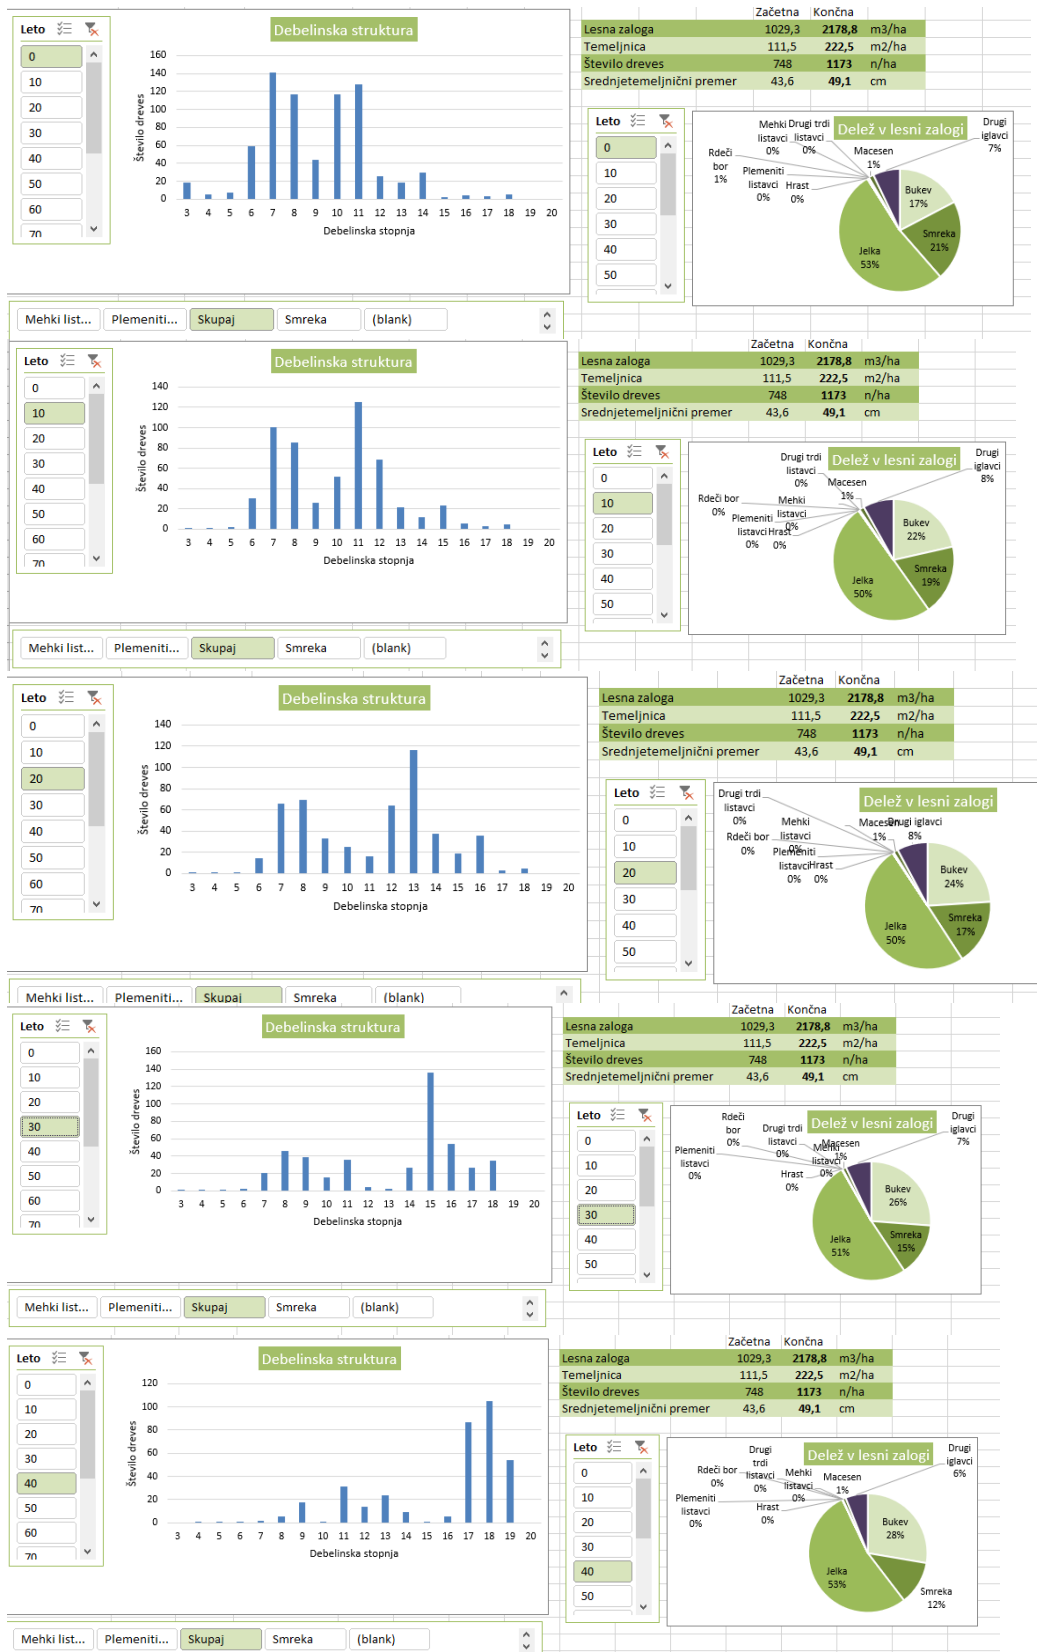 Leto
0
10
20
30
40
50
60
70
Debelinska struktura
Število dreves
160
140
120
100
80
60
40
20
0
3 4 5 6 7 8 9 10 11 12 13 14 15 16 17 18 19 20
Debelinska stopnja
Začetna Končna
Lesna zaloga 1029,3 2178,8 m3/ha
Temeljnica 111,5 222,5 m2/ha
Število dreves 748 1173 n/ha
Srednjetemeljnični premer 43,6 49,1 cm
Leto
0
10
20
30
40
50
Delež v lesni zalogi
Mehki listavci 0%
Drugi trdi listavci 0%
Macesen 1%
Drugi iglavci 7%
Rdeči bor 1%
Plemeniti listavci 0%
Hrast 0%
Bukev 17%
Smreka 21%
Jelka 53%
Mehki list... Plemeniti... Skupaj Smreka (blank)
Leto
0
10
20
30
40
50
60
70
Debelinska struktura
Število dreves
140
120
100
80
60
40
20
0
3 4 5 6 7 8 9 10 11 12 13 14 15 16 17 18 19 20
Debelinska stopnja
Začetna Končna
Lesna zaloga 1029,3 2178,8 m3/ha
Temeljnica 111,5 222,5 m2/ha
Število dreves 748 1173 n/ha
Srednjetemeljnični premer 43,6 49,1 cm
Leto
0
10
20
30
40
50
Delež v lesni zalogi
Drugi trdi listavci 0%
Macesen 1%
Drugi iglavci 8%
Rdeči bor 0%
Mehki listavci 0%
Plemeniti listavci 0%
Hrast 0%
Bukev 22%
Smreka 19%
Jelka 50%
Mehki list... Plemeniti... Skupaj Smreka (blank)
Leto
0
10
20
30
40
50
60
70
Debelinska struktura
Število dreves
140
120
100
80
60
40
20
0
3 4 5 6 7 8 9 10 11 12 13 14 15 16 17 18 19 20
Debelinska stopnja
Začetna Končna
Lesna zaloga 1029,3 2178,8 m3/ha
Temeljnica 111,5 222,5 m2/ha
Število dreves 748 1173 n/ha
Srednjetemeljnični premer 43,6 49,1 cm
Leto
0
10
20
30
40
50
Delež v lesni zalogi
Drugi trdi listavci 0%
Mehki listavci 0%
Macesen 1%
Drugi iglavci 8%
Rdeči bor 0%
Plemeniti listavci 0%
Hrast 0%
Bukev 24%
Smreka 17%
Jelka 50%
Mehki list... Plemeniti... Skupaj Smreka (blank)
Leto
0
10
20
30
40
50
60
70
Debelinska struktura
Število dreves
160
140
120
100
80
60
40
20
0
3 4 5 6 7 8 9 10 11 12 13 14 15 16 17 18 19 20
Debelinska stopnja
Začetna Končna
Lesna zaloga 1029,3 2178,8 m3/ha
Temeljnica 111,5 222,5 m2/ha
Število dreves 748 1173 n/ha
Srednjetemeljnični premer 43,6 49,1 cm
Leto
0
10
20
30
40
50
Delež v lesni zalogi
Rdeči bor 0%
Drugi trdi listavci 0%
Macesen 1%
Mehki listavci 0%
Drugi iglavci 7%
Plemeniti listavci 0%
Hrast 0%
Bukev 26%
Smreka 15%
Jelka 51%
Mehki list... Plemeniti... Skupaj Smreka (blank)
Leto
0
10
20
30
40
50
60
70
Debelinska struktura
Število dreves
120
100
80
60
40
20
0
3 4 5 6 7 8 9 10 11 12 13 14 15 16 17 18 19 20
Debelinska stopnja
Začetna Končna
Lesna zaloga 1029,3 2178,8 m3/ha
Temeljnica 111,5 222,5 m2/ha
Število dreves 748 1173 n/ha
Srednjetemeljnični premer 43,6 49,1 cm
Leto
0
10
20
30
40
50
Delež v lesni zalogi
Drugi trdi listavci 0%
Rdeči bor 0%
Mehki listavci 0%
Macesen 1%
Drugi iglavci 6%
Plemeniti listavci 0%
Hrast 0%
Bukev 28%
Jelka 53%
Smreka 12%
Mehki list... Plemeniti... Skupaj Smreka (blank)